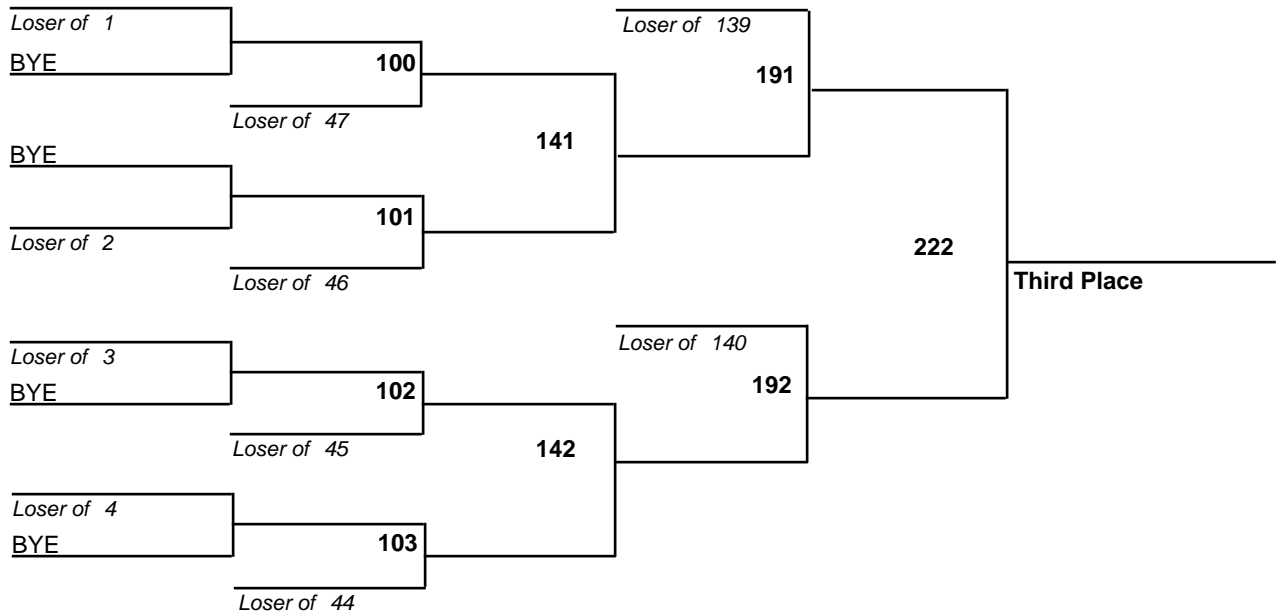 Loser of 1
BYE
100
Loser of 47
BYE
101
Loser of 2
Loser of 46
141
Loser of 139
191
222
Third Place
Loser of 3
BYE
102
Loser of 45
Loser of 4
BYE
103
Loser of 44
142
Loser of 140
192